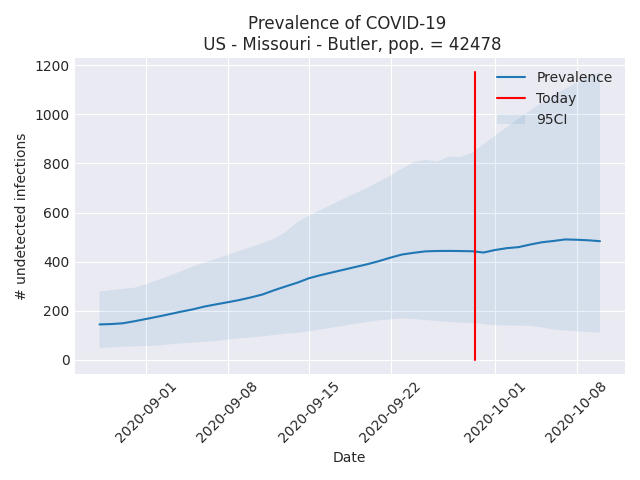 Prevalence of COVID-19
US - Missouri - Butler, pop. = 42478
# undetected infections
1200
1000
800
600
400
200
0
Prevalence
Today
95CI
2020-09-01
2020-09-08
2020-09-15
2020-09-22
2020-10-01
2020-10-08
Date